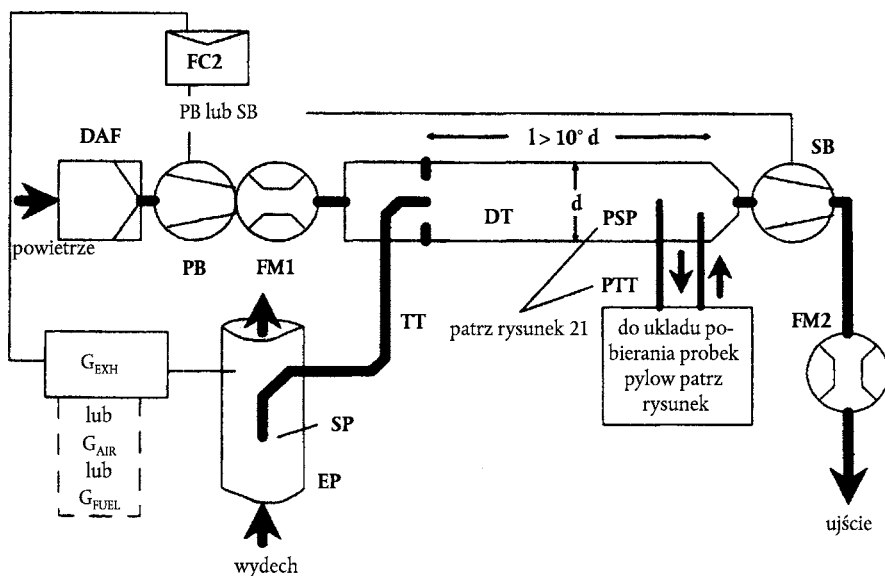 FC2
PB lub SB
DAF
l > 10° d
SB
d
DT
powietrze
PSP
PB
FM1
PTT
TT
patrz rysunek 21
FM2
do ukladu po-
bierania probek
pylow patrz
rysunek
G_EXH
lub
G_AIR
lub
G_FUEL
SP
EP
ujście
wydech